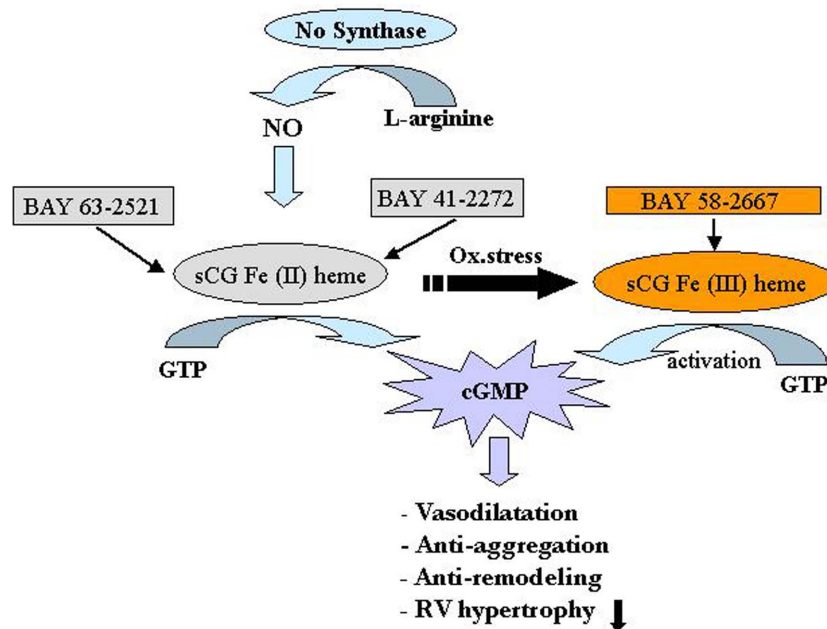 No Synthase
L-arginine
NO
BAY 63-2521
BAY 41-2272
BAY 58-2667
Ox.stress
sCG Fe (II) heme
sCG Fe (III) heme
GTP
activation
GTP
cGMP
- Vasodilatation
- Anti-aggregation
- Anti-remodeling
- RV hypertrophy